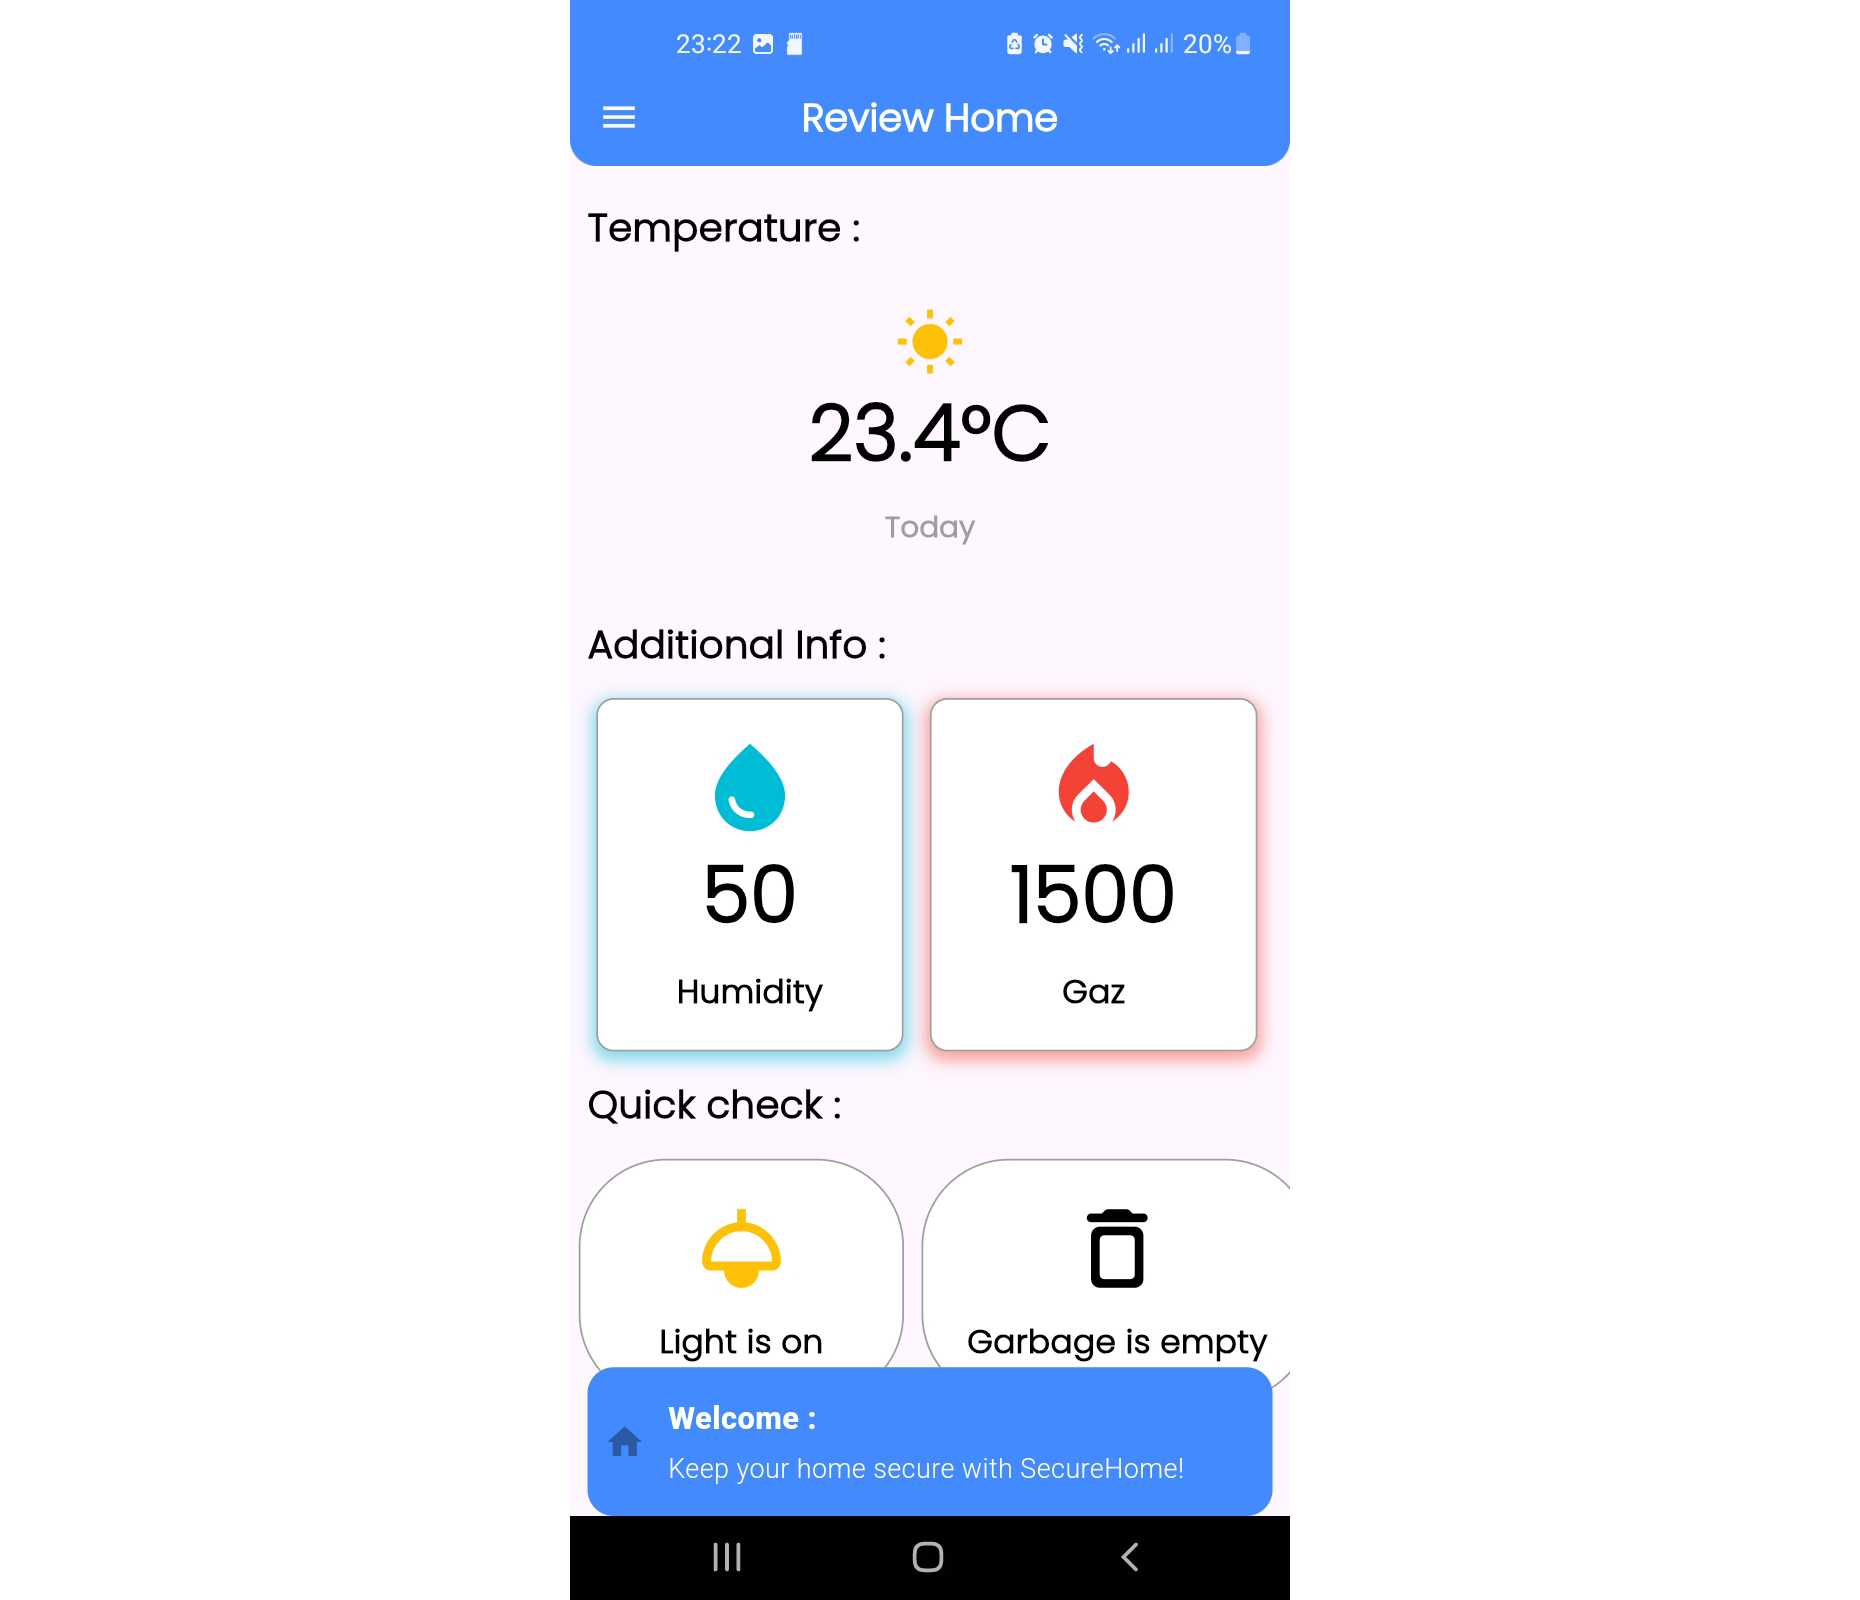 23:22 20%
Review Home
Temperature :
23.4°C
Today
Additional Info :
50 1500
Humidity Gaz
Quick check :
Light is on Garbage is empty
Welcome :
Keep your home secure with SecureHome!